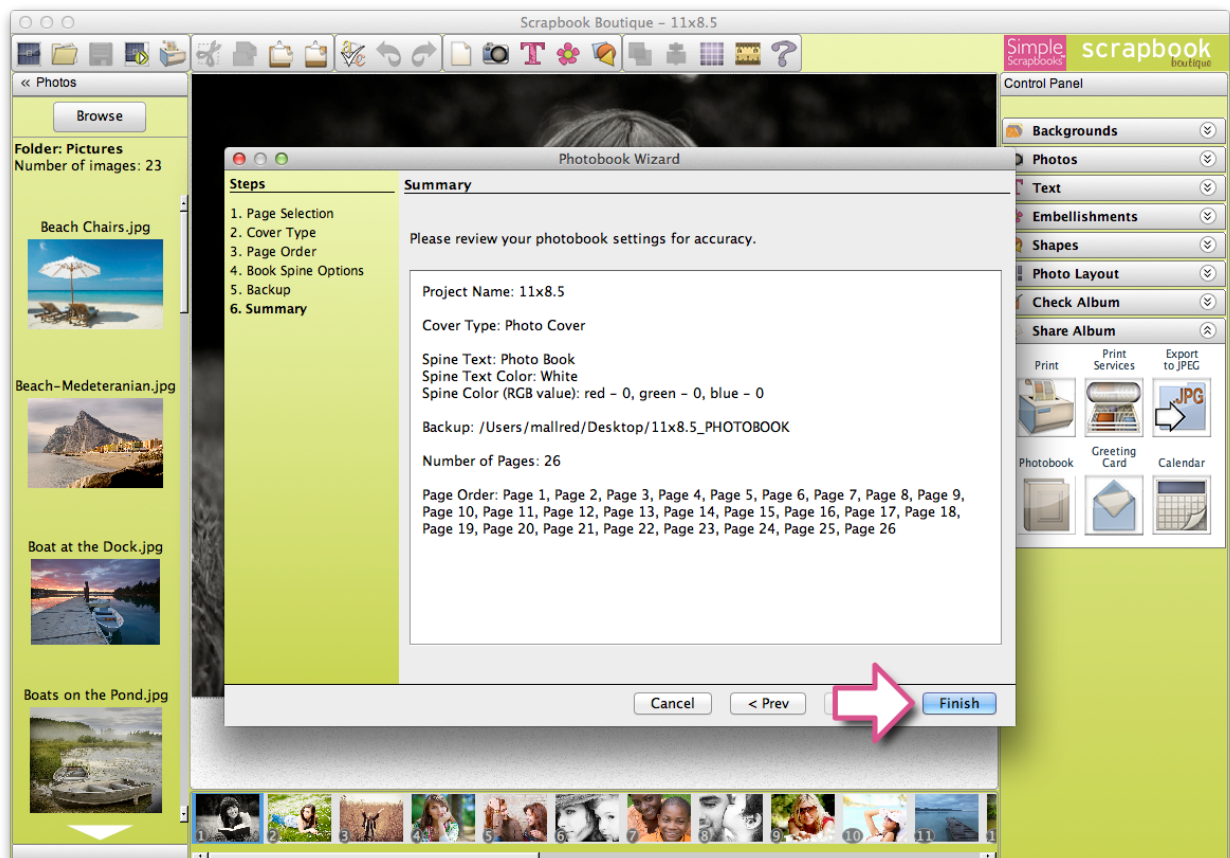 Scrapbook Boutique – 11x8.5
Simple
Scrapbooks
scrapbook
boutique
« Photos
Browse
Folder: Pictures
Number of images: 23
Beach Chairs.jpg
Beach-Medeteranian.jpg
Boat at the Dock.jpg
Boats on the Pond.jpg
Photobook Wizard
Steps
1. Page Selection
2. Cover Type
3. Page Order
4. Book Spine Options
5. Backup
6. Summary
Summary
Please review your photobook settings for accuracy.
Project Name: 11x8.5
Cover Type: Photo Cover
Spine Text: Photo Book
Spine Text Color: White
Spine Color (RGB value): red – 0, green – 0, blue – 0
Backup: /Users/mallred/Desktop/11x8.5_PHOTOBOOK
Number of Pages: 26
Page Order: Page 1, Page 2, Page 3, Page 4, Page 5, Page 6, Page 7, Page 8, Page 9,
Page 10, Page 11, Page 12, Page 13, Page 14, Page 15, Page 16, Page 17, Page 18,
Page 19, Page 20, Page 21, Page 22, Page 23, Page 24, Page 25, Page 26
Cancel
< Prev
Finish
Control Panel
Backgrounds
Photos
Text
Embellishments
Shapes
Photo Layout
Check Album
Share Album
Print
Print
Services
Export
to JPEG
JPG
Photobook
Greeting
Card
Calendar
1 2 3 4 5 6 7 8 9 10 11